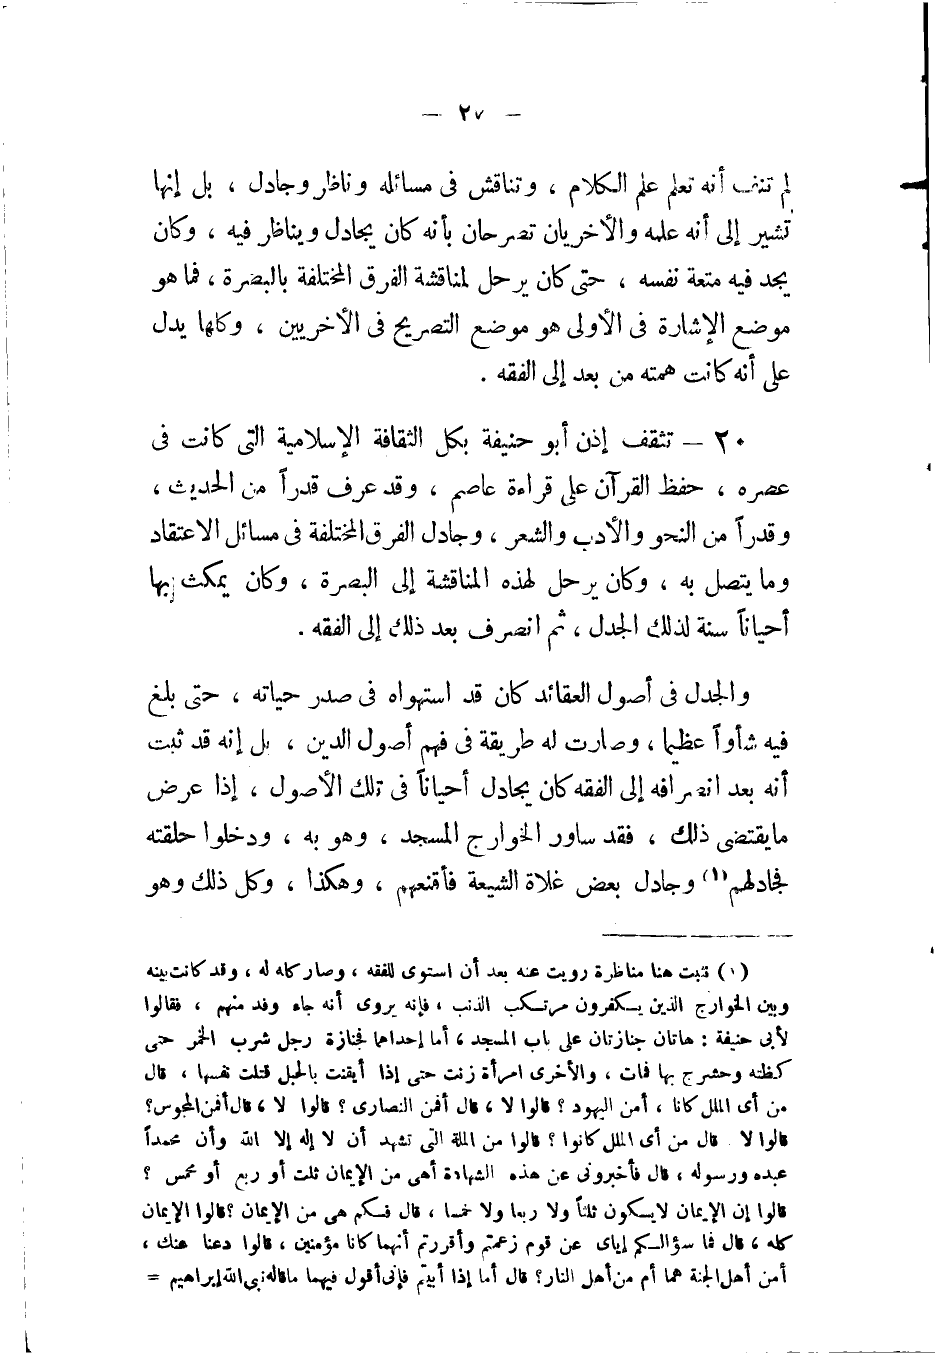 — ٢٧ —
لم تنف أنه تعلم علم الكلام ، وتناقش فى مسائله وناظر وجادل ، بل إنها
تشير إلى أنه علمه والأخريان تصرحان بأنه كان يجادل ويناظر فيه ، وكان
يجد فيه متعة نفسه ، حتى كان يرحل لمناقشة الفرق المختلفة بالبصرة ، فما هو
موضع الإشارة فى الأولى هو موضع التصريح فى الأخريين ، وكلها يدل
على أنه كانت همته من بعد إلى الفقه .
٢٠ — تثقف إذن أبو حنيفة بكل الثقافة الإسلامية التى كانت فى
عصره ، حفظ القرآن على قراءة عاصم ، وقد عرف قدراً من الحديث ،
وقدراً من النحو والأدب والشعر ، وجادل الفرق المختلفة فى مسائل الاعتقاد
وما يتصل به ، وكان يرحل لهذه المناقشة إلى البصرة ، وكان يمكث بها
أحياناً سنة لذلك الجدل ، ثم انصرف بعد ذلك إلى الفقه .
والجدل فى أصول العقائد كان قد استهواه فى صدر حياته ، حتى بلغ
فيه شأواً عظيما ، وصارت له طريقة فى فهم أصول الدين ، بل إنه قد ثبت
أنه بعد انصرافه إلى الفقه كان يجادل أحياناً فى تلك الأصول ، إذا عرض
مايقتضى ذلك ، فقد ساور الخوارج المسجد ، وهو به ، ودخلوا حلقته
فجادلهم (١) وجادل بعض غلاة الشيعة فأقنعهم ، وهكذا ، وكل ذلك وهو
(١) نثبت هنا مناظرة رويت عنه بعد أن استوى للفقه ، وصار كله له ، وقد كانت بينه
وبين الخوارج الذين يكفرون مرتكب الذنب ، فإنه يروى أنه جاء وفد منهم ، فقالوا
لأبى حنيفة : هاتان جنازتان على باب المسجد ، أما إحداهما فجنازة رجل شرب الخمر حتى
كظته وحشرج بها فمات ، والأخرى امرأة زنت حتى إذا أيقنت بالحبل قتلت نفسها ، قال
من أى الملل كانا ، أمن اليهود ؟ قالوا لا ، قال أفمن النصارى ؟ قالوا لا ، قال أفمن المجوس؟
قالوا لا . قال من أى الملل كانوا ؟ قالوا من الملة التى تشهد أن لا إله إلا الله وأن محمداً
عبده ورسوله ، قال فأخبرونى عن هذه الشهادة أهى من الإيمان ثلث أو ربع أو خمس ؟
قالوا إن الإيمان لايكون ثلثاً ولا ربعا ولا خمسا ، قال فكم هى من الإيمان ؟ قالوا الإيمان
كله ، قال فما سؤالكم إياى عن قوم زعمتم وأقررتم أنهما كانا مؤمنين ، قالوا دعنا عنك ،
أمن أهل الجنة هما أم من أهل النار؟ قال أما إذا أبيتم فإنى أقول فيهما ماقاله نبى الله إبراهيم =